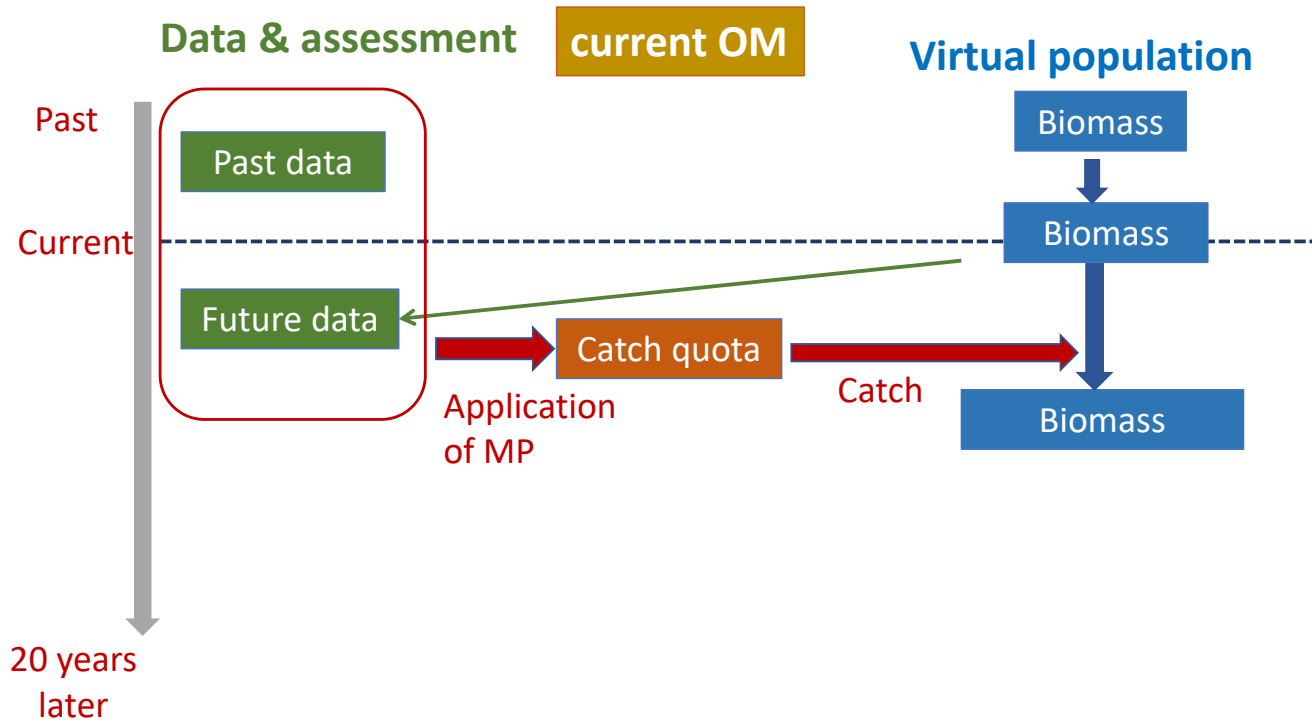 Data & assessment
current OM
Virtual population
Past
Biomass
Past data
Current
Biomass
Future data
Catch quota
Application
of MP
Catch
Biomass
20 years
later